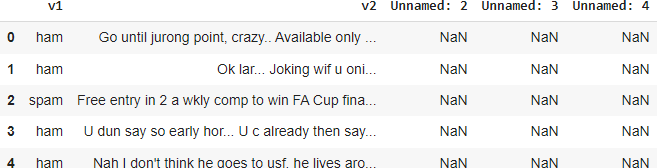 v1 v2 Unnamed: 2 Unnamed: 3 Unnamed: 4
0 ham Go until jurong point, crazy.. Available only ... NaN NaN NaN
1 ham Ok lar... Joking wif u oni... NaN NaN NaN
2 spam Free entry in 2 a wkly comp to win FA Cup fina... NaN NaN NaN
3 ham U dun say so early hor... U c already then say... NaN NaN NaN
4 ham Nah I don't think he goes to usf, he lives aro... NaN NaN NaN